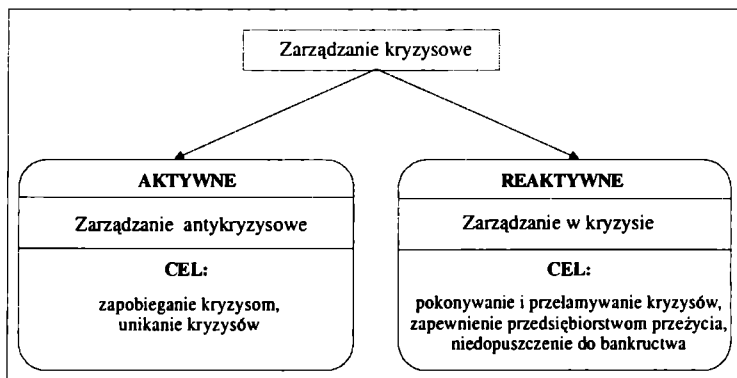 Zarządzanie kryzysowe
AKTYWNE
Zarządzanie antykryzysowe
CEL:
zapobieganie kryzysom,
unikanie kryzysów
REAKTYWNE
Zarządzanie w kryzysie
CEL:
pokonywanie i przełamywanie kryzysów,
zapewnienie przedsiębiorstwom przeżycia,
niedopuszczenie do bankructwa